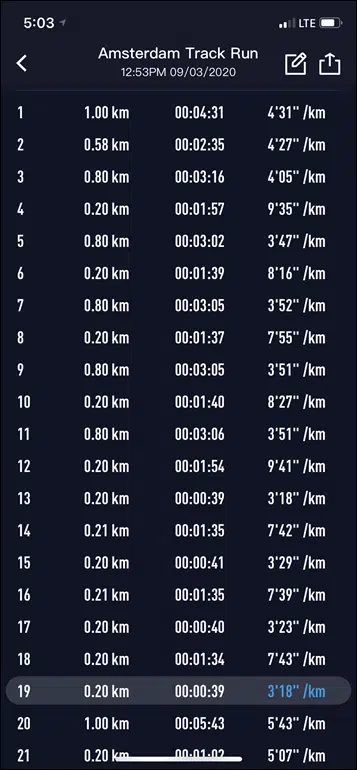 5:03 LTE
Amsterdam Track Run
12:53PM 09/03/2020
1 1.00 km 00:04:31 4'31" /km
2 0.58 km 00:02:35 4'27" /km
3 0.80 km 00:03:16 4'05" /km
4 0.20 km 00:01:57 9'35" /km
5 0.80 km 00:03:02 3'47" /km
6 0.20 km 00:01:39 8'16" /km
7 0.80 km 00:03:05 3'52" /km
8 0.20 km 00:01:37 7'55" /km
9 0.80 km 00:03:05 3'51" /km
10 0.20 km 00:01:40 8'27" /km
11 0.80 km 00:03:06 3'51" /km
12 0.20 km 00:01:54 9'41" /km
13 0.20 km 00:00:39 3'18" /km
14 0.21 km 00:01:35 7'42" /km
15 0.20 km 00:00:41 3'29" /km
16 0.21 km 00:01:35 7'39" /km
17 0.20 km 00:00:40 3'23" /km
18 0.20 km 00:01:34 7'43" /km
19 0.20 km 00:00:39 3'18" /km
20 1.00 km 00:05:43 5'43" /km
21 0.20 km 00:01:02 5'07" /km